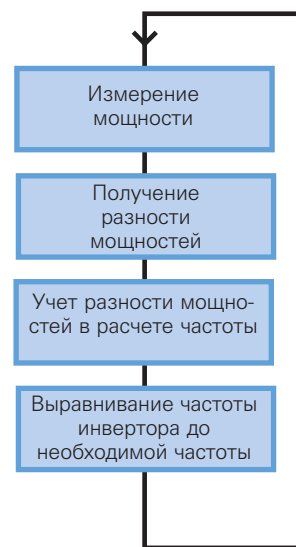 Измерение
мощности
Получение
разности
мощностей
Учет разности мощно-
стей в расчете частоты
Выравнивание частоты
инвертора до
необходимой частоты